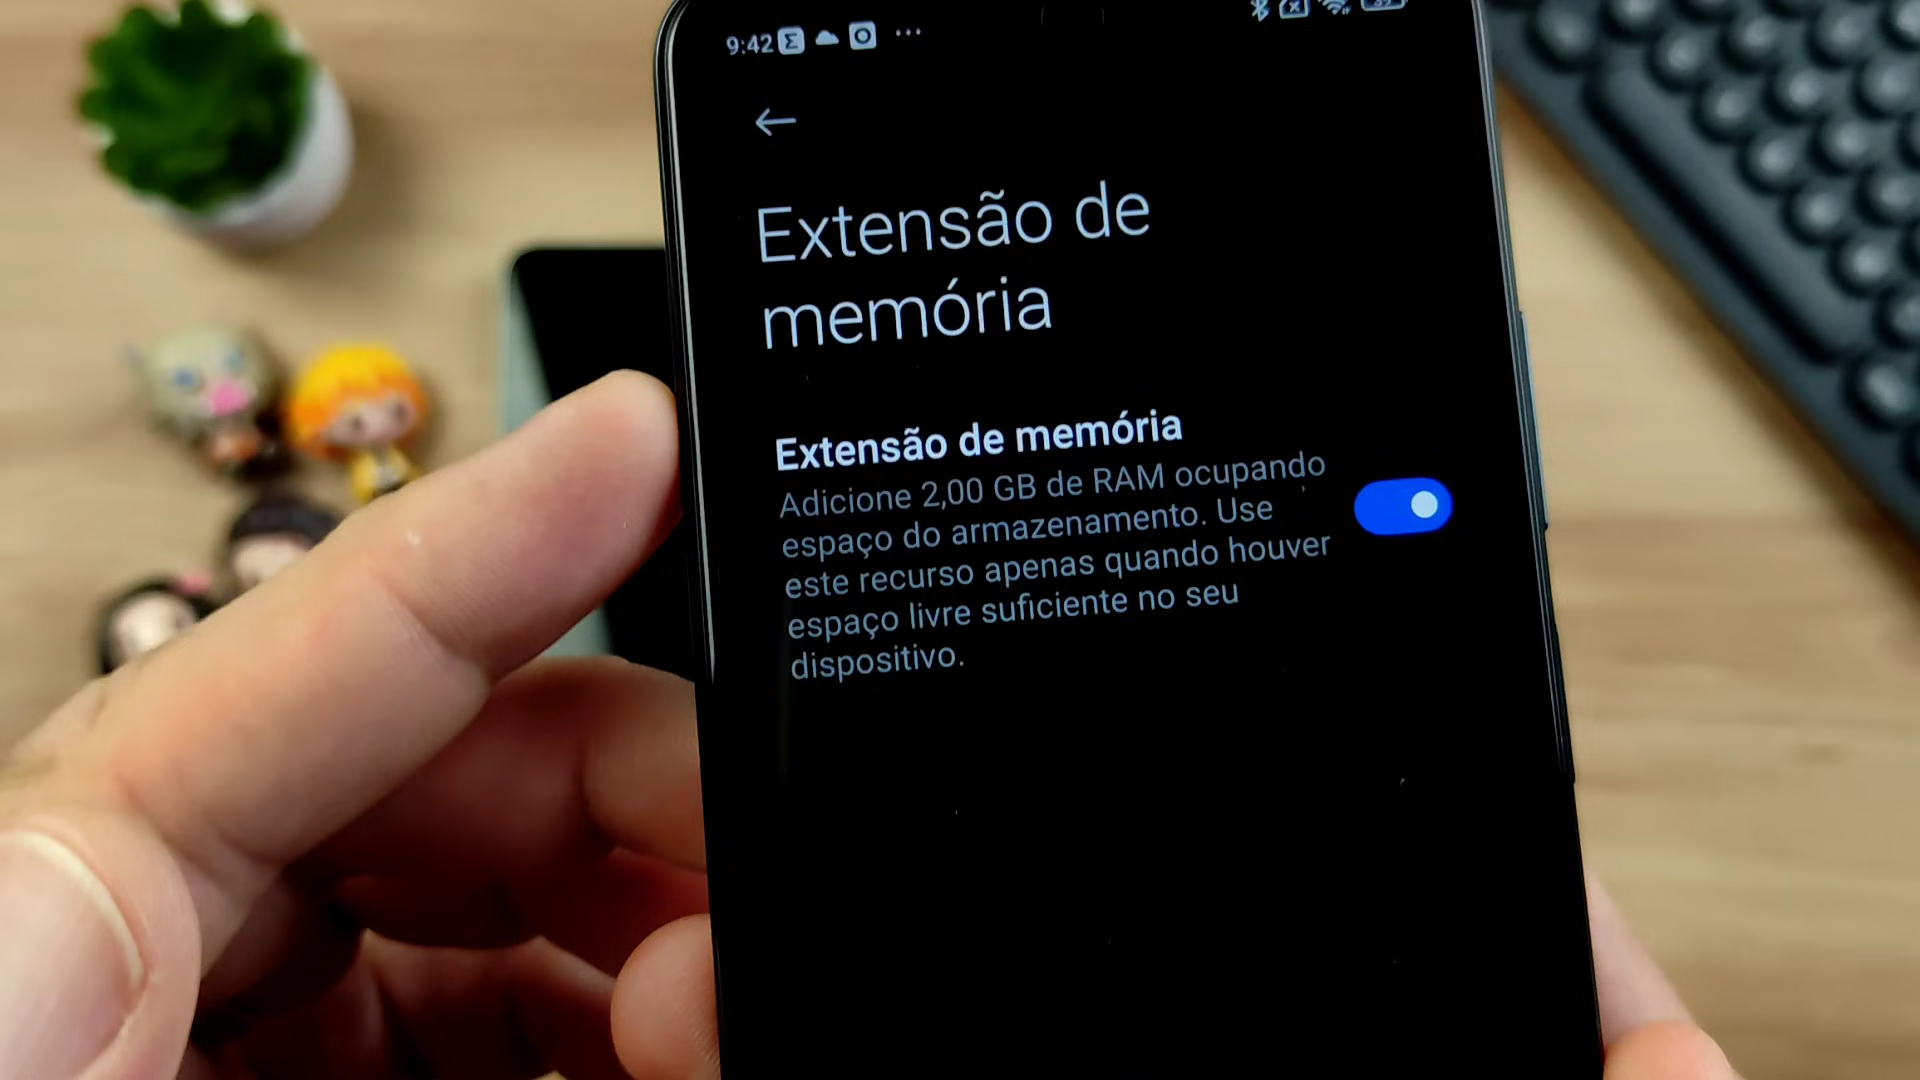 9:42
Extensão de
memória
Extensão de memória
Adicione 2,00 GB de RAM ocupando
espaço do armazenamento. Use
este recurso apenas quando houver
espaço livre suficiente no seu
dispositivo.